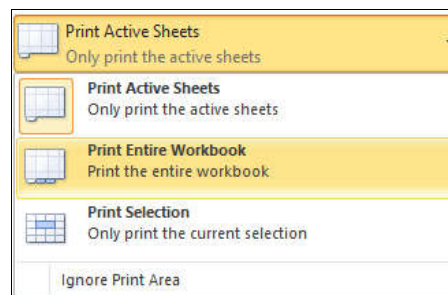 Print Active Sheets
Only print the active sheets
Print Active Sheets
Only print the active sheets
Print Entire Workbook
Print the entire workbook
Print Selection
Only print the current selection
Ignore Print Area